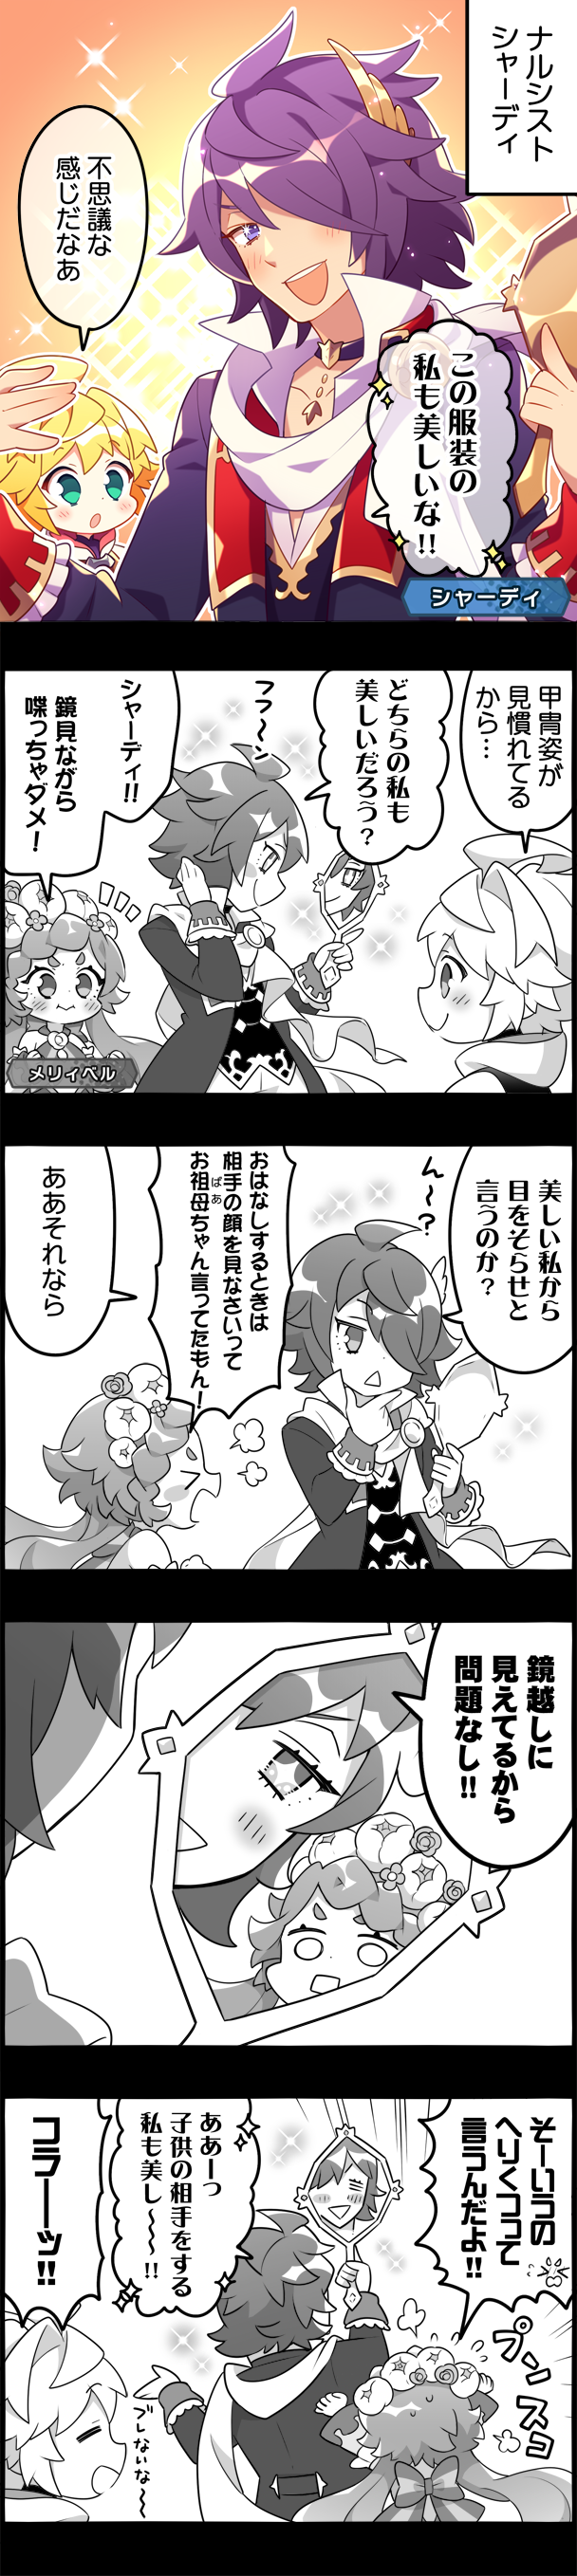 ナルシスト
シャーディ
不思議な
感じだなあ
この服装の
私も美しいな!!
シャーディ
甲冑姿が
見慣れてる
から…
どちらの私も
美しいだろう?
フフ〜ン
シャーディ!!
鏡見ながら
喋っちゃダメ!
メリィベル
美しい私から
目をそらせと
言うのか?
ん〜?
おはなしするときは
相手の顔を見なさいって
お祖母ちゃん言ってたもん!
ばあ
ああそれなら
鏡越しに
見えてるから
問題なし!!
そーいうの
へりくつって
言うんだよ!!
プンスコ
ああーっ
子供の相手をする
私も美し〜〜!!
コラーーッ!!
ブレないな〜